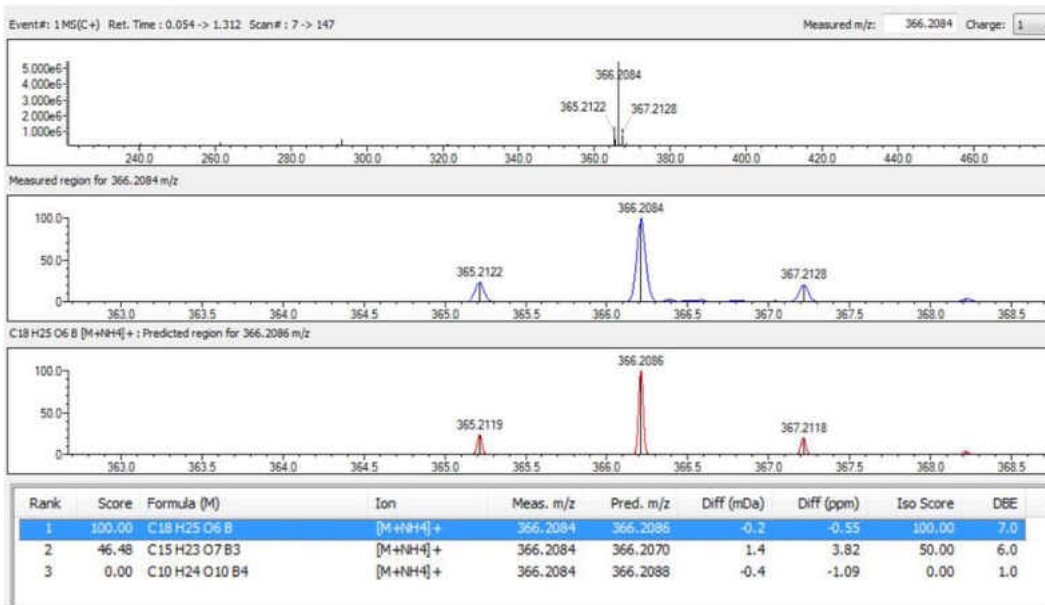 Event#: 1 MS(C+) Ret. Time : 0.054 -> 1.312 Scan# : 7 -> 147 Measured m/z: 366.2084 Charge: 1
5.000e6
4.000e6
3.000e6
2.000e6
1.000e6
366.2084
365.2122
367.2128
240.0 260.0 280.0 300.0 320.0 340.0 360.0 380.0 400.0 420.0 440.0 460.0
Measured region for 366.2084 m/z
366.2084
100.0
50.0
0
365.2122
367.2128
363.0 363.5 364.0 364.5 365.0 365.5 366.0 366.5 367.0 367.5 368.0 368.5
C18 H25 O6 B [M+NH4]+ : Predicted region for 366.2086 m/z
366.2086
100.0
50.0
0
365.2119
367.2118
363.0 363.5 364.0 364.5 365.0 365.5 366.0 366.5 367.0 367.5 368.0 368.5
Rank Score Formula (M) Ion Meas. m/z Pred. m/z Diff (mDa) Diff (ppm) Iso Score DBE
1 100.00 C18 H25 O6 B [M+NH4]+ 366.2084 366.2086 -0.2 -0.55 100.00 7.0
2 46.48 C15 H23 O7 B3 [M+NH4]+ 366.2084 366.2070 1.4 3.82 50.00 6.0
3 0.00 C10 H24 O10 B4 [M+NH4]+ 366.2084 366.2088 -0.4 -1.09 0.00 1.0